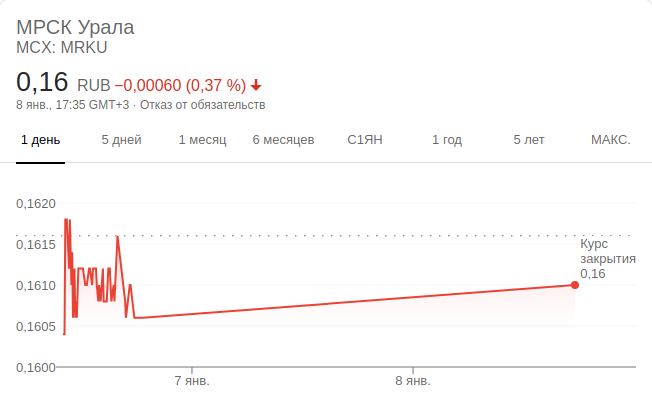 МРСК Урала
MCX: MRKU
0,16 RUB −0,00060 (0,37 %)
8 янв., 17:35 GMT+3 · Отказ от обязательств
1 день 5 дней 1 месяц 6 месяцев С1ЯН 1 год 5 лет МАКС.
0,1620
0,1615
Курс
закрытия
0,16
0,1610
0,1605
0,1600
7 янв. 8 янв.